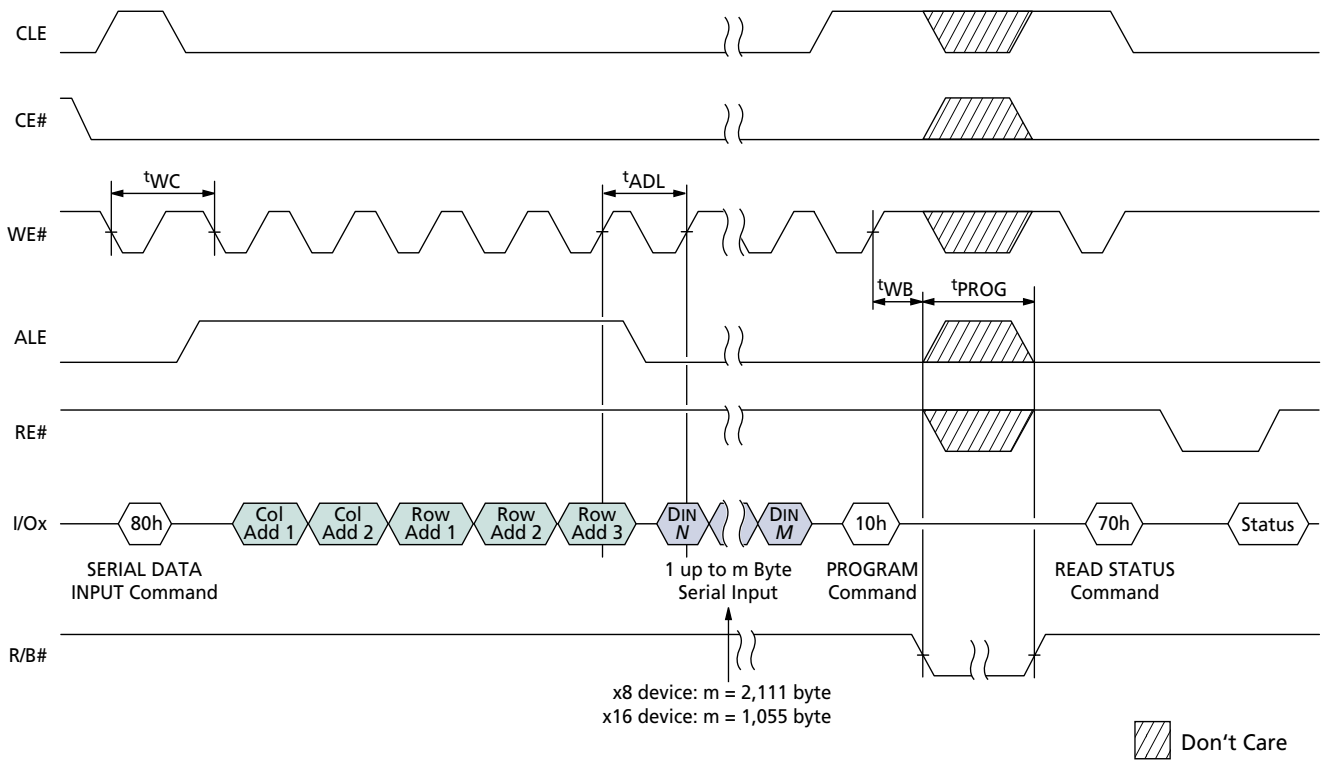 CLE
CE#
tWC
tADL
WE#
tWB
tPROG
ALE
RE#
I/Ox
80h
Col
Add 1
Col
Add 2
Row
Add 1
Row
Add 2
Row
Add 3
DIN
N
DIN
M
10h
70h
Status
SERIAL DATA
INPUT Command
1 up to m Byte
Serial Input
PROGRAM
Command
READ STATUS
Command
R/B#
x8 device: m = 2,111 byte
x16 device: m = 1,055 byte
Don't Care